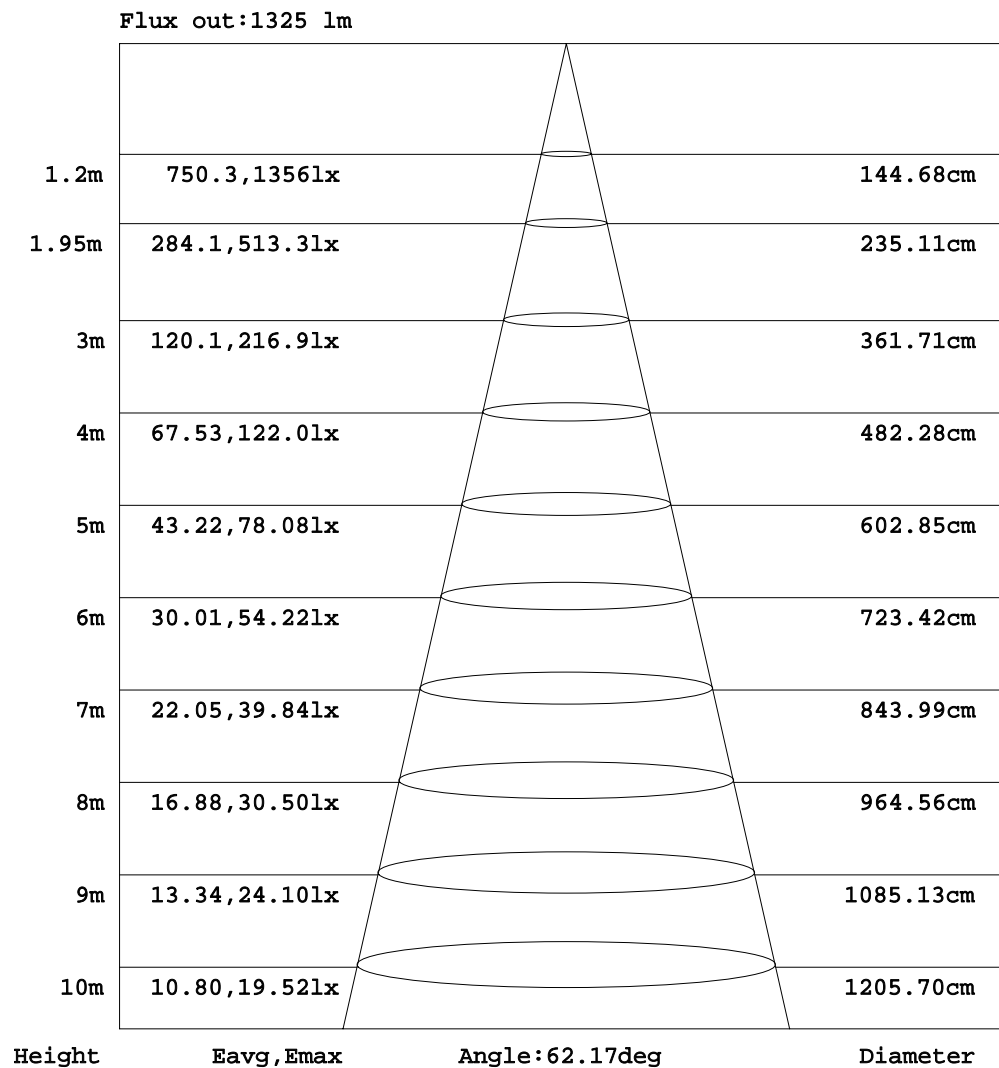 Flux out:1325 lm
1.2m 750.3,1356lx 144.68cm
1.95m 284.1,513.3lx 235.11cm
3m 120.1,216.9lx 361.71cm
4m 67.53,122.0lx 482.28cm
5m 43.22,78.08lx 602.85cm
6m 30.01,54.22lx 723.42cm
7m 22.05,39.84lx 843.99cm
8m 16.88,30.50lx 964.56cm
9m 13.34,24.10lx 1085.13cm
10m 10.80,19.52lx 1205.70cm
Height Eavg,Emax Angle:62.17deg Diameter